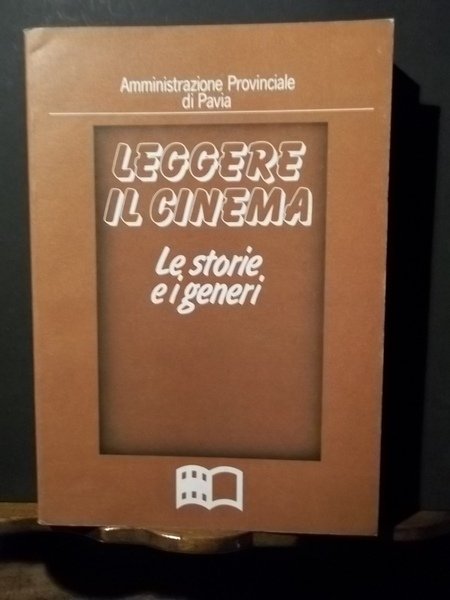 Amministrazione Provinciale
di Pavia
LEGGERE
IL CINEMA
Le storie
e i generi